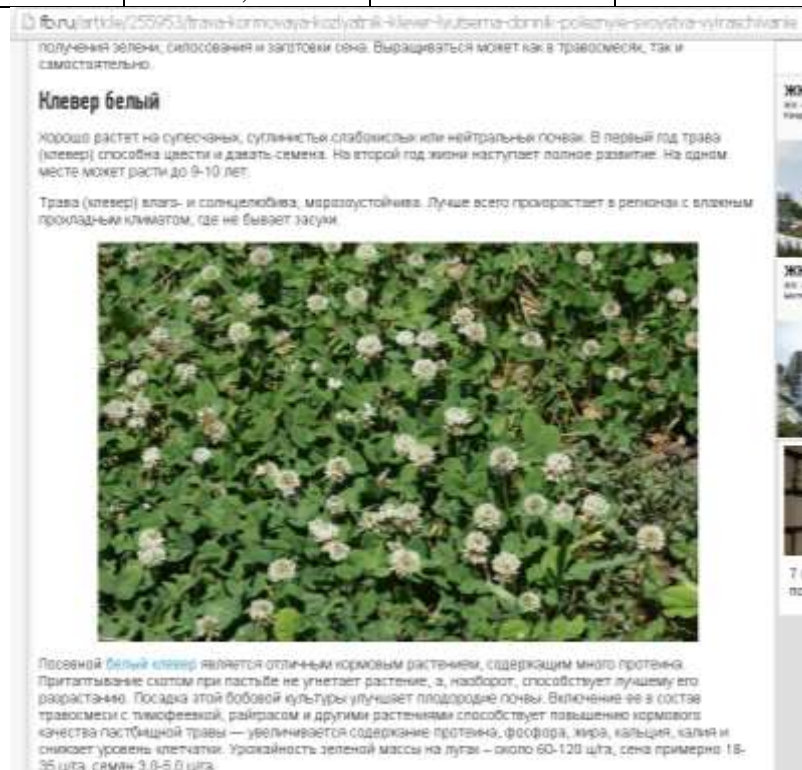 fb.ru/article/255953/trava-kormovaya-kozlyatnik-klever-lyutserna-donnik-poleznyie-svoystva-vyiraschivanie
получения зелени, силосования и заготовки сена. Выращиваться может как в травосмесях, так и
самостоятельно.
Клевер белый
Хорошо растет на супесчаных, суглинистых слабокислых или нейтральных почвах. В первый год трава
(клевер) способна цвести и давать семена. На второй год жизни наступает полное развитие. На одном
месте может расти до 9-10 лет.
Трава (клевер) влаго- и солнцелюбива, морозоустойчива. Лучше всего произрастает в регионах с влажным
прохладным климатом, где не бывает засухи.
Посевной белый клевер является отличным кормовым растением, содержащим много протеина.
Притаптывание скотом при пастьбе не угнетает растение, а, наоборот, способствует лучшему его
разрастанию. Посадка этой бобовой культуры улучшает плодородие почвы. Включение ее в состав
травосмеси с тимофеевкой, райграсом и другими растениями способствует повышению кормового
качества пастбищной травы — увеличивается содержание протеина, фосфора, жира, кальция, калия и
снижает уровень клетчатки. Урожайность зеленой массы на лугах – около 60-120 ц/га, сена примерно 18-
35 ц/га, семян 3,0-5,0 ц/га.
ЖК
ЖК
7
по